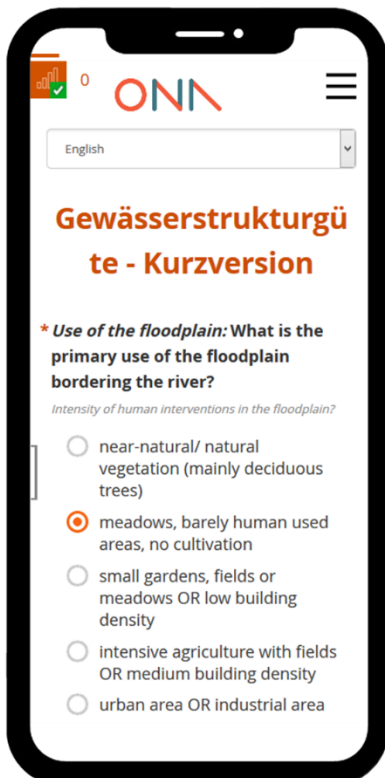 0
ONA
English
Gewässerstrukturgü
te - Kurzversion
* Use of the floodplain: What is the
primary use of the floodplain
bordering the river?
Intensity of human interventions in the floodplain?
near-natural/ natural
vegetation (mainly deciduous
trees)
meadows, barely human used
areas, no cultivation
small gardens, fields or
meadows OR low building
density
intensive agriculture with fields
OR medium building density
urban area OR industrial area